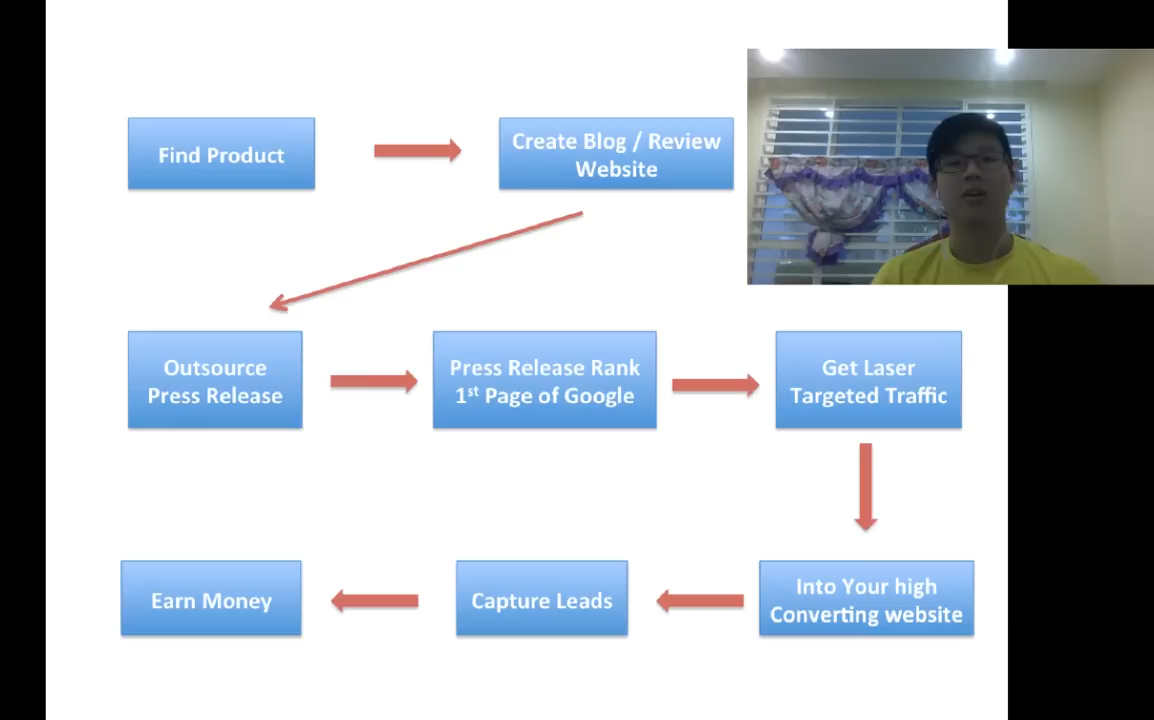 Find Product
Create Blog / Review
Website
Outsource
Press Release
Press Release Rank
1st Page of Google
Get Laser
Targeted Traffic
Into Your high
Converting website
Capture Leads
Earn Money